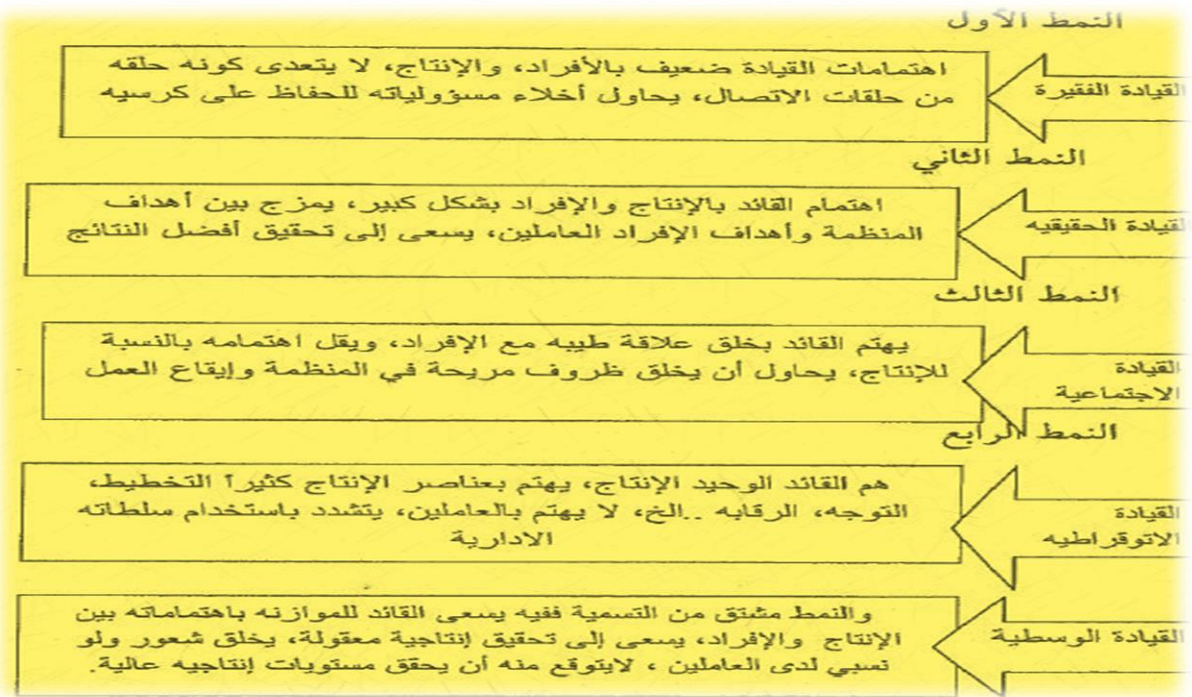 النمط الأول
القيادة الفقيرة
اهتمامات القيادة ضعيف بالأفراد، والإنتاج، لا يتعدى كونه حلقه
من حلقات الاتصال، يحاول أخلاء مسؤولياته للحفاظ على كرسيه
النمط الثاني
القيادة الحقيقيه
اهتمام القائد بالإنتاج والإفراد بشكل كبير، يمزج بين أهداف
المنظمة وأهداف الإفراد العاملين، يسعى إلى تحقيق أفضل النتائج
النمط الثالث
القيادة
الاجتماعية
يهتم القائد بخلق علاقة طيبه مع الإفراد، ويقل اهتمامه بالنسبة
للإنتاج، يحاول أن يخلق ظروف مريحة في المنظمة وإيقاع العمل
النمط الرابع
القيادة
الاتوقراطيه
هم القائد الوحيد الإنتاج، يهتم بعناصر الإنتاج كثيراً التخطيط،
التوجه، الرقابه ..الخ، لا يهتم بالعاملين، يتشدد باستخدام سلطاته
الادارية
القيادة الوسطية
والنمط مشتق من التسمية ففيه يسعى القائد للموازنه باهتماماته بين
الإنتاج والإفراد، يسعى إلى تحقيق إنتاجية معقولة، يخلق شعور ولو
نسبي لدى العاملين ، لايتوقع منه أن يحقق مستويات إنتاجيه عالية.